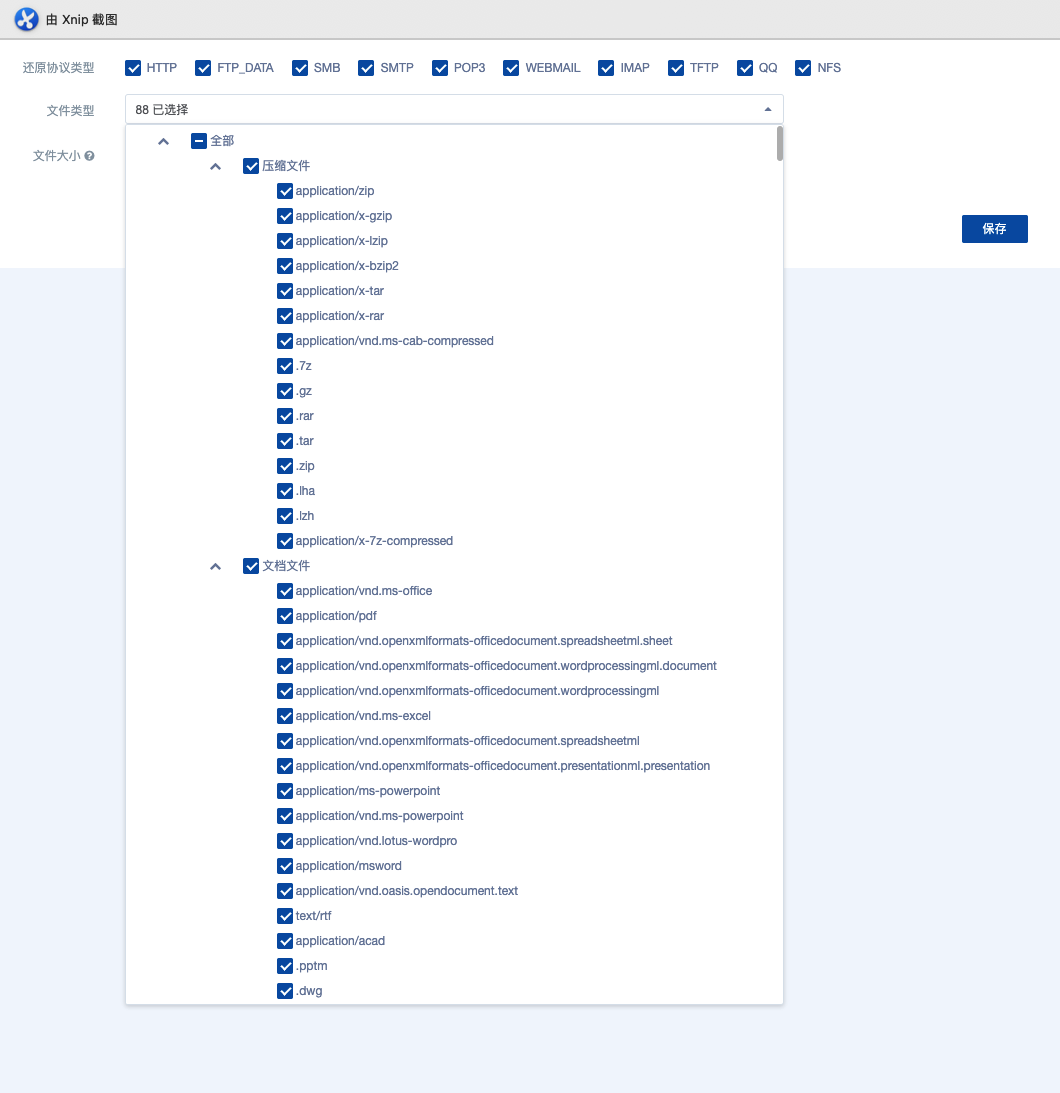 由 Xnip 截图
还原协议类型 HTTP FTP_DATA SMB SMTP POP3 WEBMAIL IMAP TFTP QQ NFS
文件类型 88 已选择
全部
文件大小
压缩文件
application/zip
application/x-gzip
保存
application/x-lzip
application/x-bzip2
application/x-tar
application/x-rar
application/vnd.ms-cab-compressed
.7z
.gz
.rar
.tar
.zip
.lha
.lzh
application/x-7z-compressed
文档文件
application/vnd.ms-office
application/pdf
application/vnd.openxmlformats-officedocument.spreadsheetml.sheet
application/vnd.openxmlformats-officedocument.wordprocessingml.document
application/vnd.openxmlformats-officedocument.wordprocessingml
application/vnd.ms-excel
application/vnd.openxmlformats-officedocument.spreadsheetml
application/vnd.openxmlformats-officedocument.presentationml.presentation
application/ms-powerpoint
application/vnd.ms-powerpoint
application/vnd.lotus-wordpro
application/msword
application/vnd.oasis.opendocument.text
text/rtf
application/acad
.pptm
.dwg